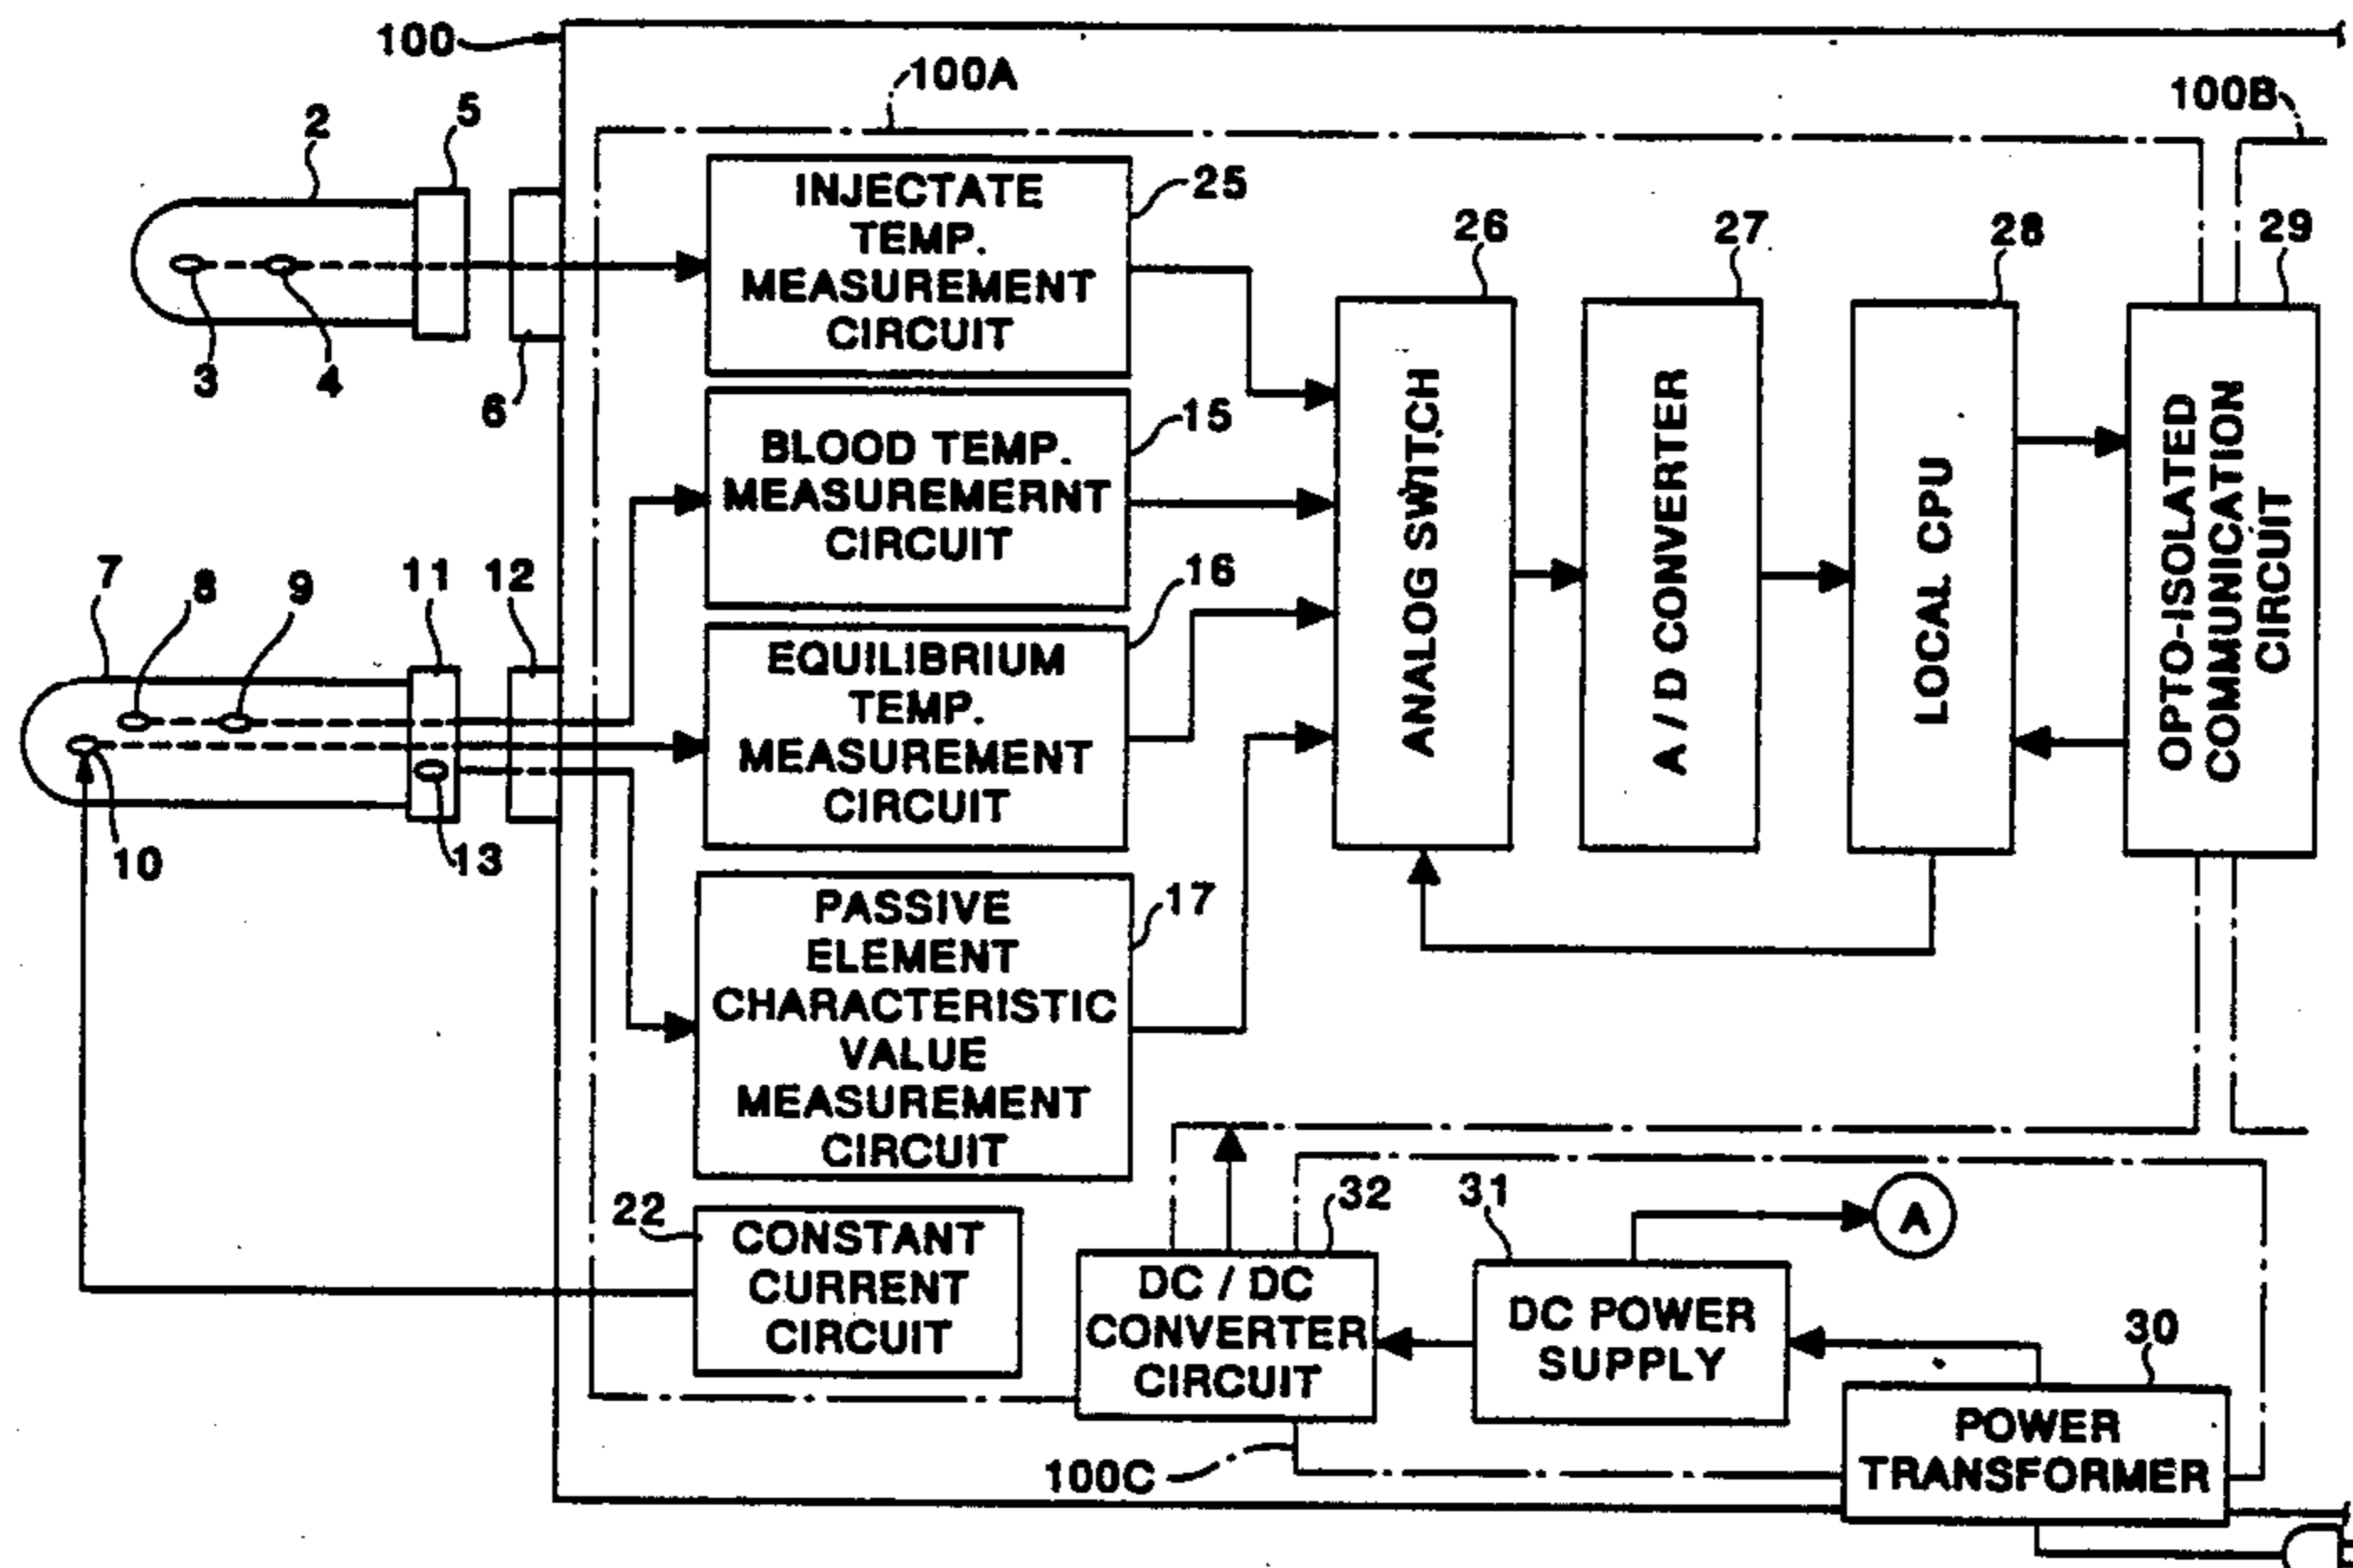 100
100A
100B
2
5
25
INJECTATE
TEMP.
MEASUREMENT
CIRCUIT
26
27
28
29
3
4
6
15
BLOOD TEMP.
MEASUREMERNT
CIRCUIT
ANALOG SWITCH
A / D CONVERTER
LOCAL CPU
OPTO-ISOLATED
COMMUNICATION
CIRCUIT
7
8
9
11
12
16
EQUILIBRIUM
TEMP.
MEASUREMENT
CIRCUIT
10
13
17
PASSIVE
ELEMENT
CHARACTERISTIC
VALUE
MEASUREMENT
CIRCUIT
22
CONSTANT
CURRENT
CIRCUIT
32
DC / DC
CONVERTER
CIRCUIT
31
DC POWER
SUPPLY
A
30
POWER
TRANSFORMER
100C